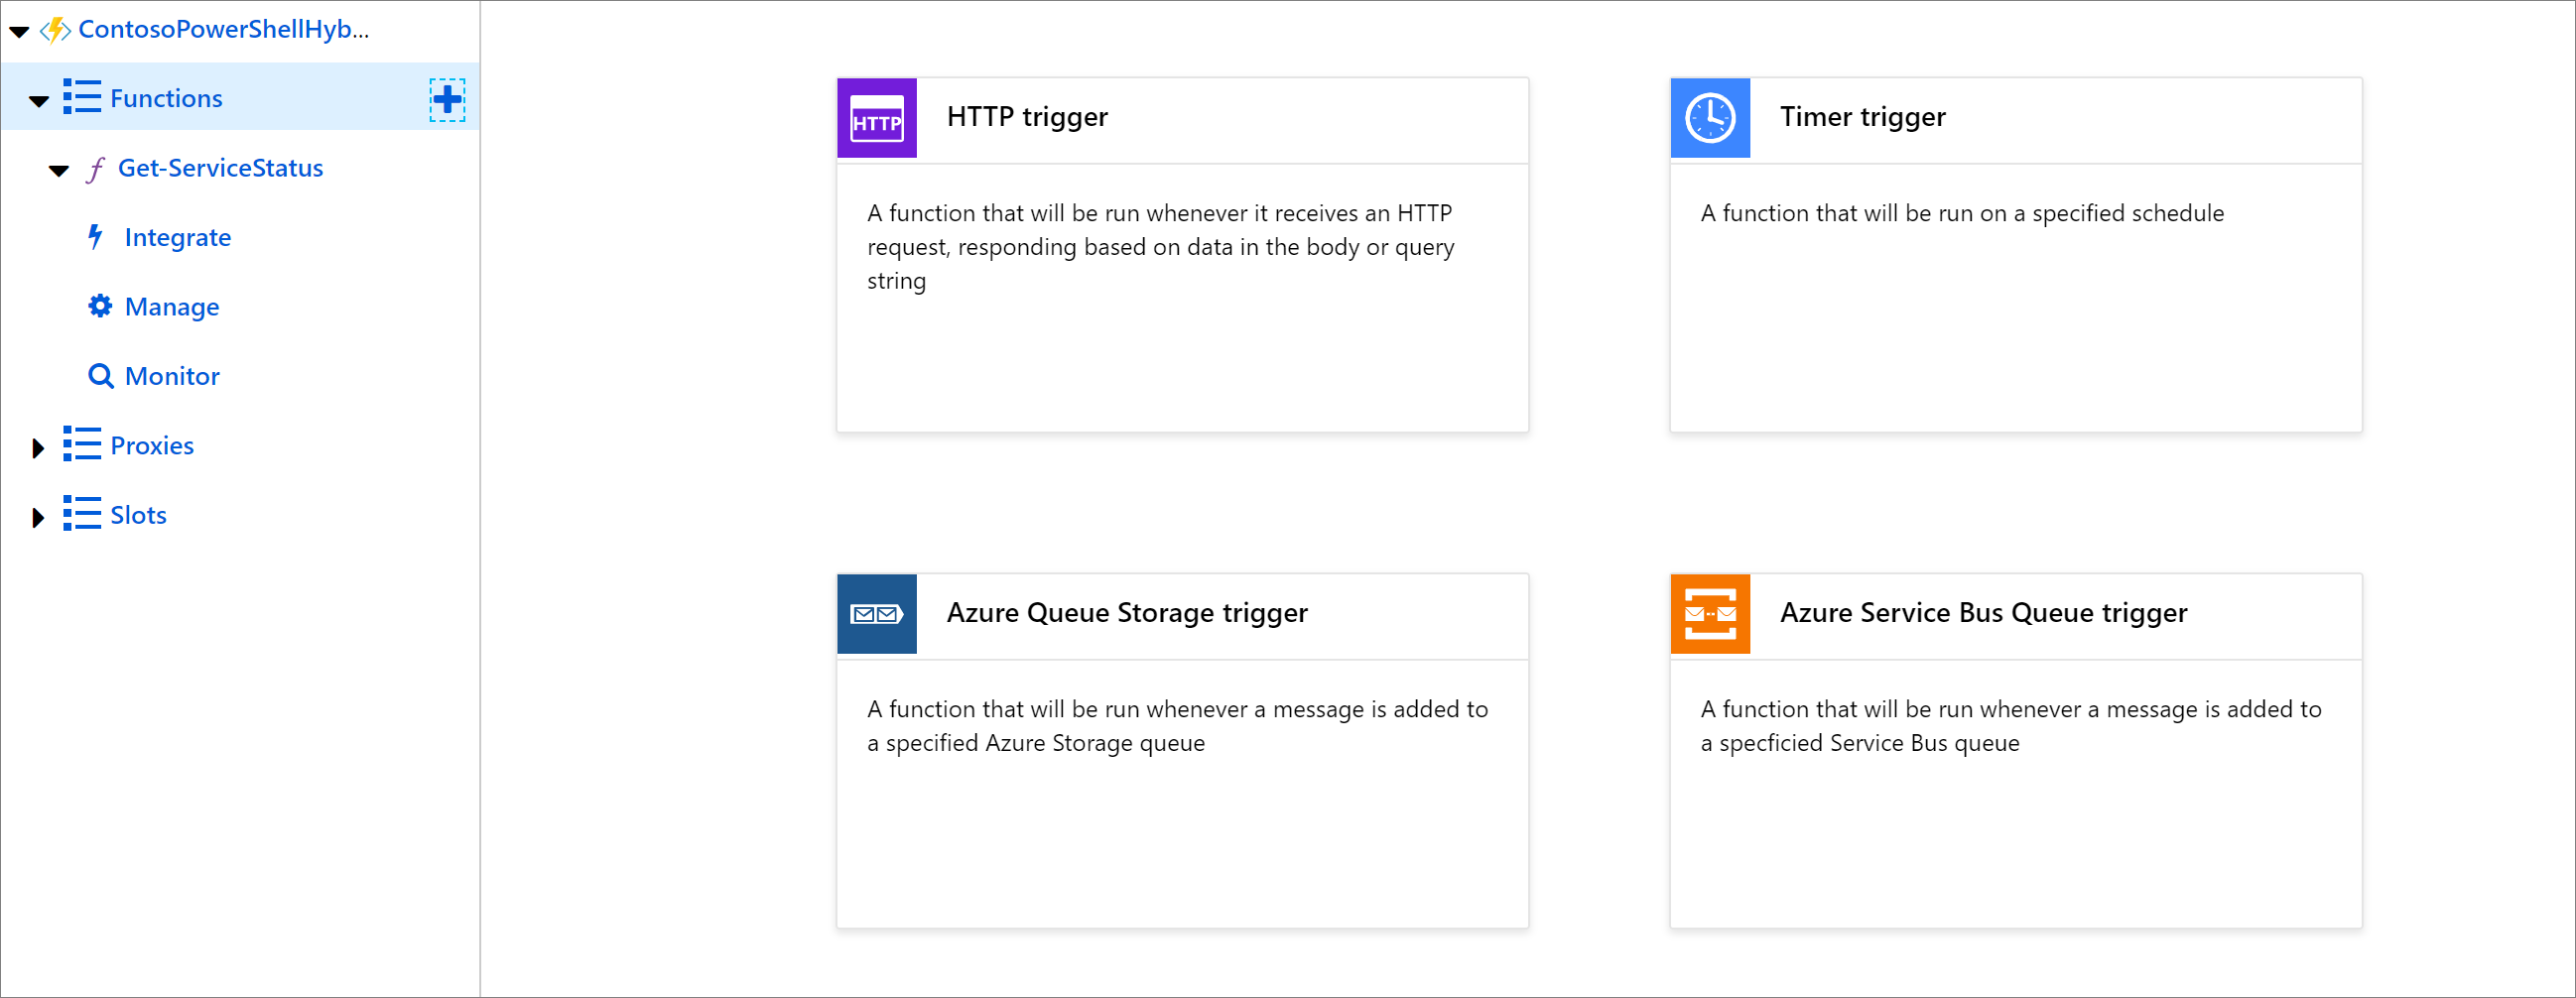 ContosoPowerShellHyb...
Functions
Get-ServiceStatus
Integrate
Manage
Monitor
Proxies
Slots
HTTP
HTTP trigger
A function that will be run whenever it receives an HTTP
request, responding based on data in the body or query
string
Timer trigger
A function that will be run on a specified schedule
Azure Queue Storage trigger
A function that will be run whenever a message is added to
a specified Azure Storage queue
Azure Service Bus Queue trigger
A function that will be run whenever a message is added to
a specficied Service Bus queue